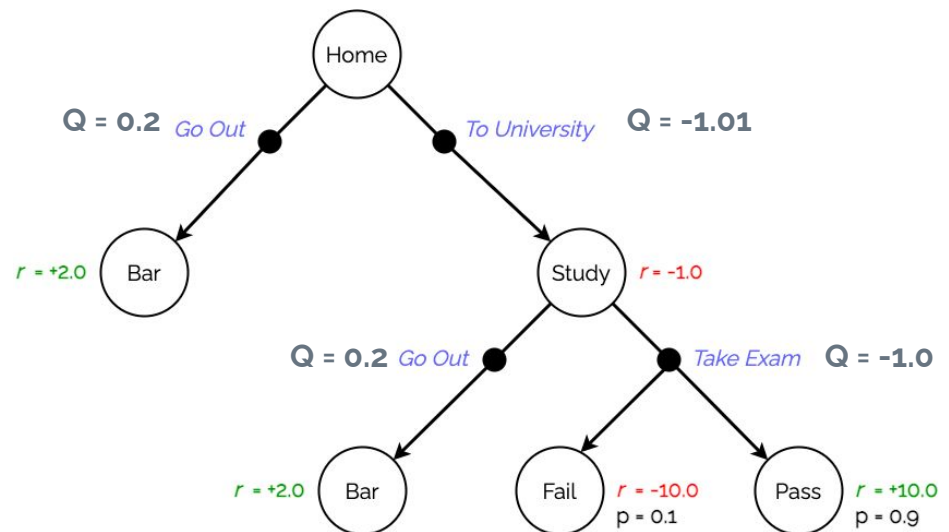 Home
Q = 0.2 Go Out
To University Q = -1.01
r = +2.0 Bar
Study r = -1.0
Q = 0.2 Go Out
Take Exam Q = -1.0
r = +2.0 Bar
Fail r = -10.0
p = 0.1
Pass r = +10.0
p = 0.9